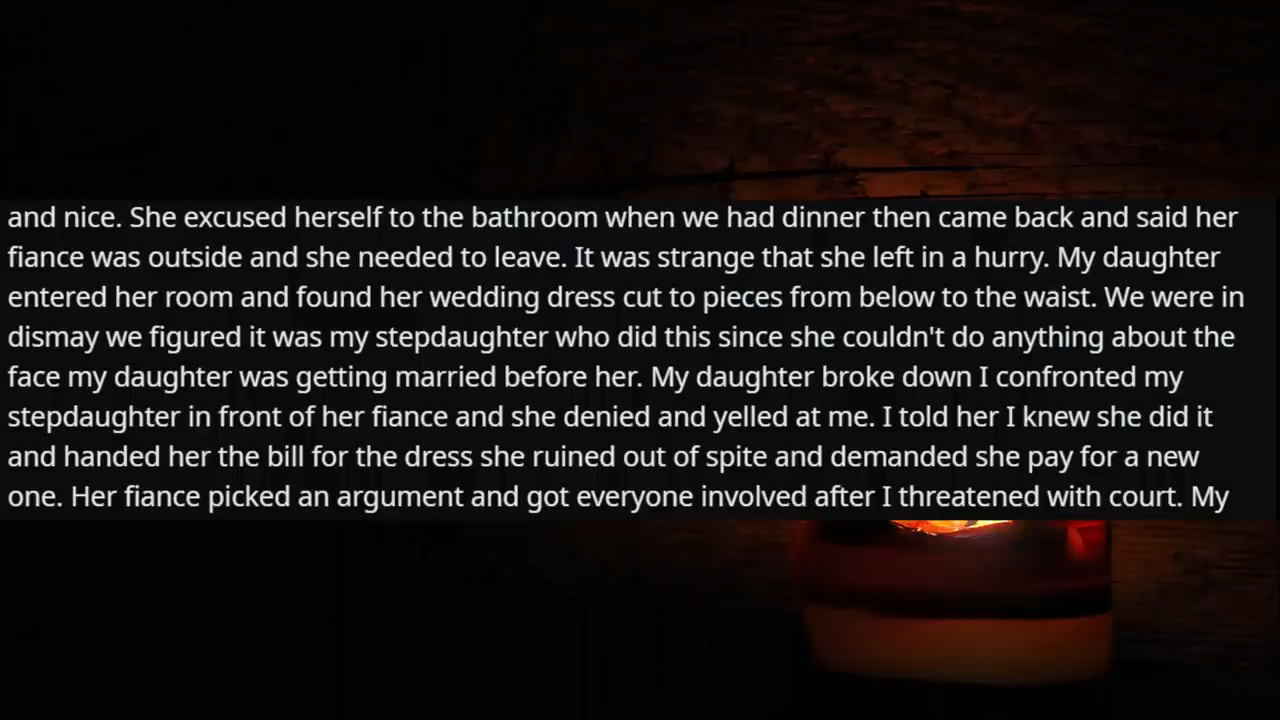 and nice. She excused herself to the bathroom when we had dinner then came back and said her
fiance was outside and she needed to leave. It was strange that she left in a hurry. My daughter
entered her room and found her wedding dress cut to pieces from below to the waist. We were in
dismay we figured it was my stepdaughter who did this since she couldn't do anything about the
face my daughter was getting married before her. My daughter broke down I confronted my
stepdaughter in front of her fiance and she denied and yelled at me. I told her I knew she did it
and handed her the bill for the dress she ruined out of spite and demanded she pay for a new
one. Her fiance picked an argument and got everyone involved after I threatened with court. My